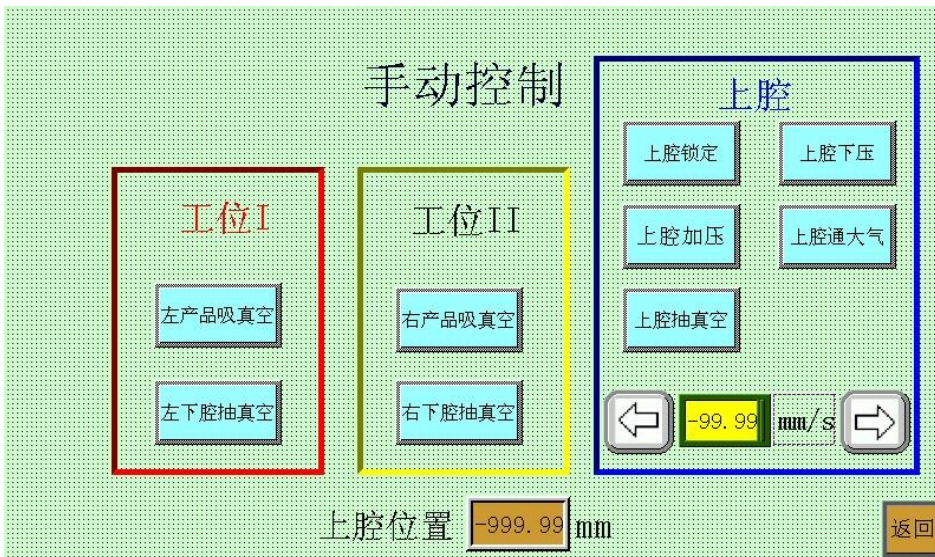 手动控制
工位I
左产品吸真空
左下腔抽真空
工位II
右产品吸真空
右下腔抽真空
上腔
上腔锁定 上腔下压
上腔加压 上腔通大气
上腔抽真空
-99.99 mm/s
上腔位置 -999.99 mm
返回